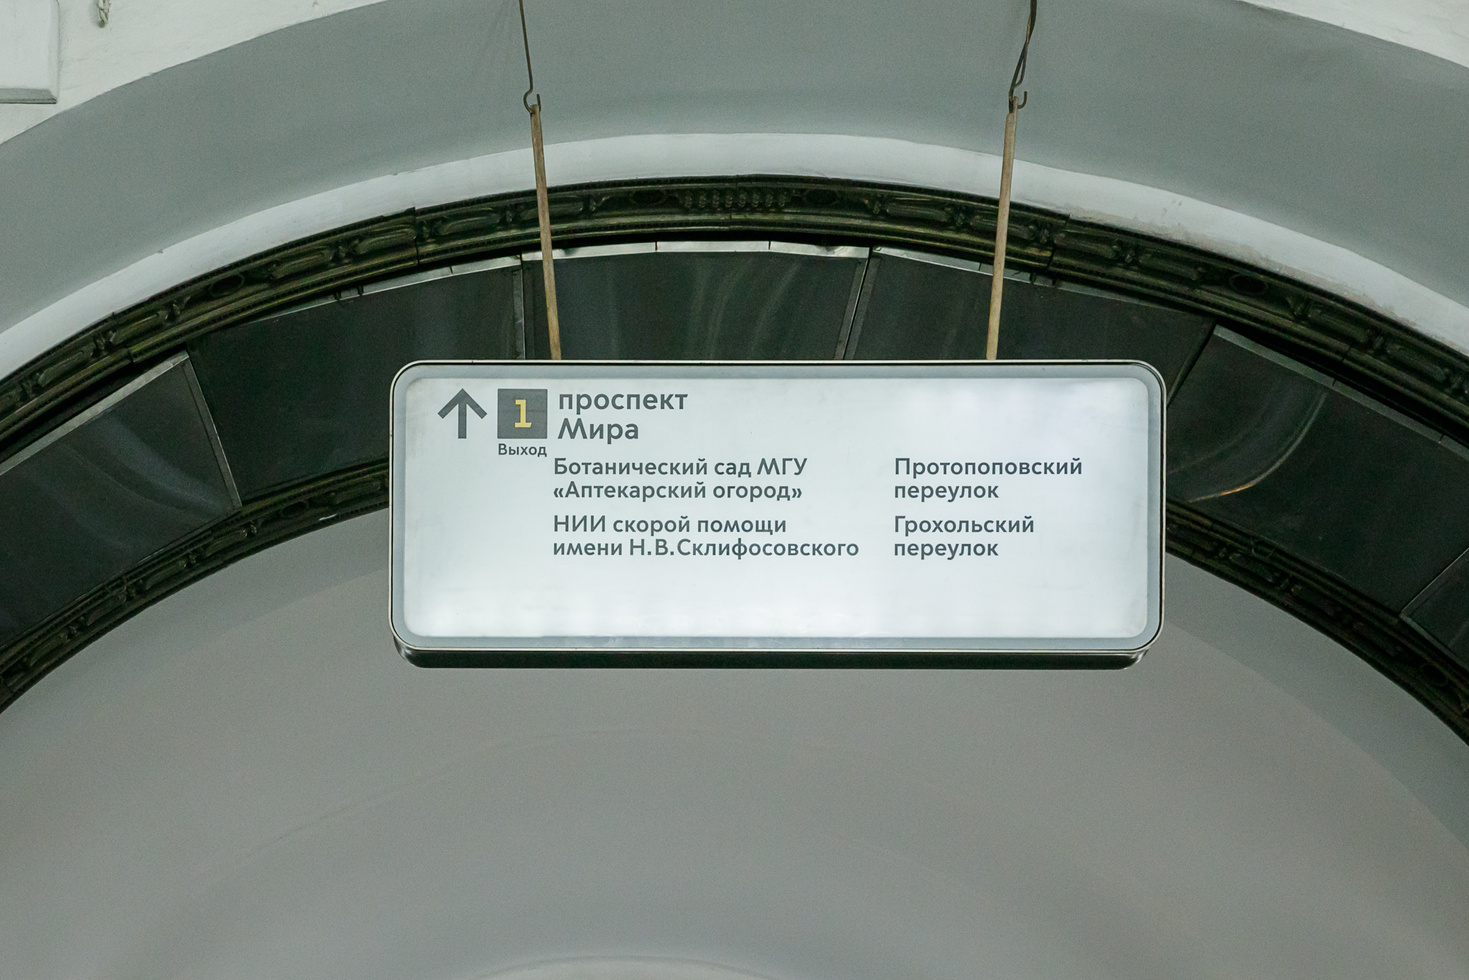 1
Выход
проспект
Мира
Ботанический сад МГУ
«Аптекарский огород»
НИИ скорой помощи
имени Н.В.Склифосовского
Протопоповский
переулок
Грохольский
переулок